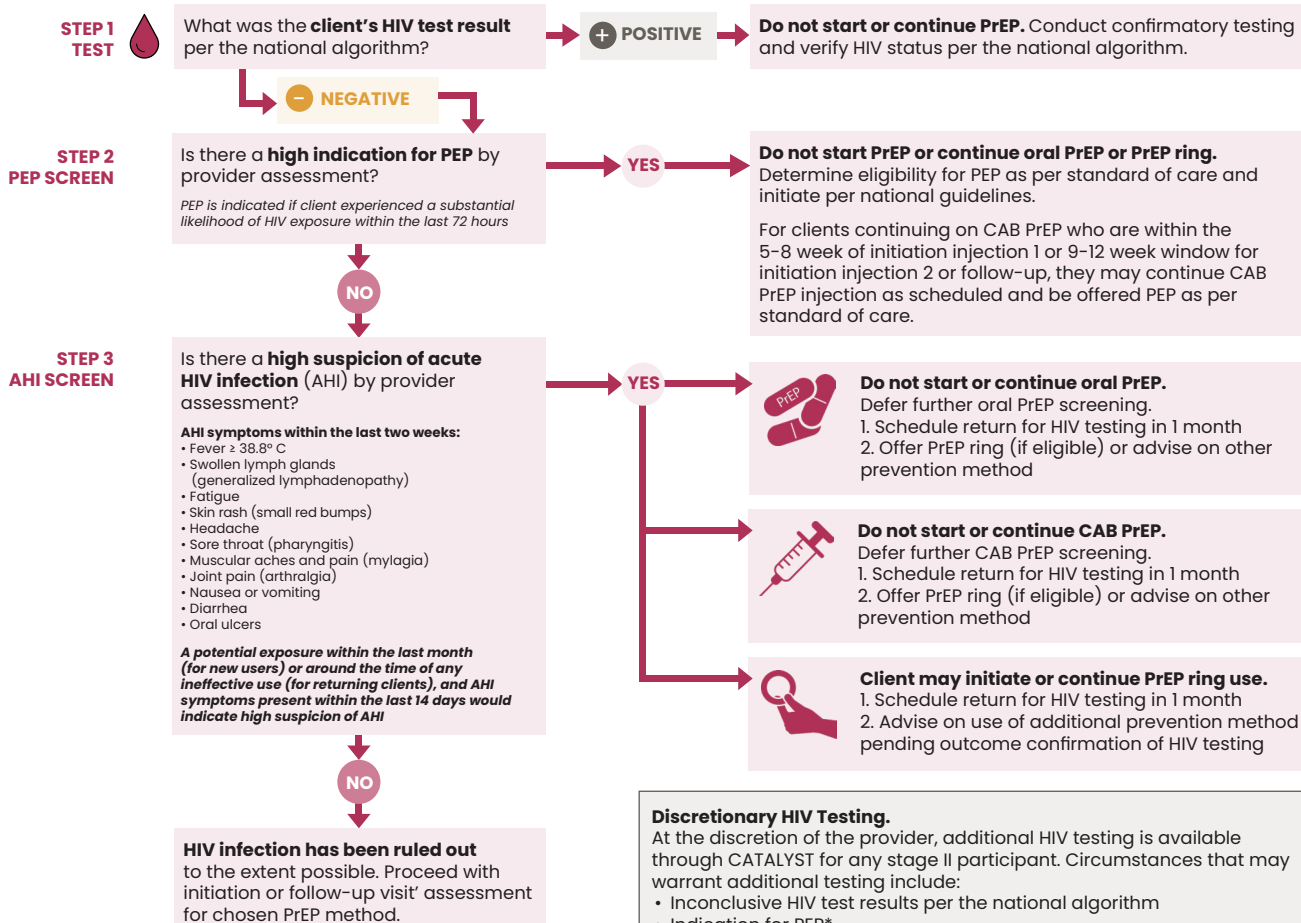 STEP 1
TEST
What was the client's HIV test result
per the national algorithm?
+ POSITIVE
Do not start or continue PrEP. Conduct confirmatory testing
and verify HIV status per the national algorithm.
− NEGATIVE
STEP 2
PEP SCREEN
Is there a high indication for PEP by
provider assessment?
PEP is indicated if client experienced a substantial
likelihood of HIV exposure within the last 72 hours
YES
Do not start PrEP or continue oral PrEP or PrEP ring.
Determine eligibility for PEP as per standard of care and
initiate per national guidelines.
For clients continuing on CAB PrEP who are within the
5-8 week of initiation injection 1 or 9-12 week window for
initiation injection 2 or follow-up, they may continue CAB
PrEP injection as scheduled and be offered PEP as per
standard of care.
NO
STEP 3
AHI SCREEN
Is there a high suspicion of acute
HIV infection (AHI) by provider
assessment?
AHI symptoms within the last two weeks:
• Fever ≥ 38.8° C
• Swollen lymph glands
(generalized lymphadenopathy)
• Fatigue
• Skin rash (small red bumps)
• Headache
• Sore throat (pharyngitis)
• Muscular aches and pain (mylagia)
• Joint pain (arthralgia)
• Nausea or vomiting
• Diarrhea
• Oral ulcers
A potential exposure within the last month
(for new users) or around the time of any
ineffective use (for returning clients), and AHI
symptoms present within the last 14 days would
indicate high suspicion of AHI
YES
PrEP
Do not start or continue oral PrEP.
Defer further oral PrEP screening.
1. Schedule return for HIV testing in 1 month
2. Offer PrEP ring (if eligible) or advise on other
prevention method
Do not start or continue CAB PrEP.
Defer further CAB PrEP screening.
1. Schedule return for HIV testing in 1 month
2. Offer PrEP ring (if eligible) or advise on other
prevention method
Client may initiate or continue PrEP ring use.
1. Schedule return for HIV testing in 1 month
2. Advise on use of additional prevention method
pending outcome confirmation of HIV testing
NO
HIV infection has been ruled out
to the extent possible. Proceed with
initiation or follow-up visit' assessment
for chosen PrEP method.
Discretionary HIV Testing.
At the discretion of the provider, additional HIV testing is available
through CATALYST for any stage II participant. Circumstances that may
warrant additional testing include:
• Inconclusive HIV test results per the national algorithm
• Indication for PEP*